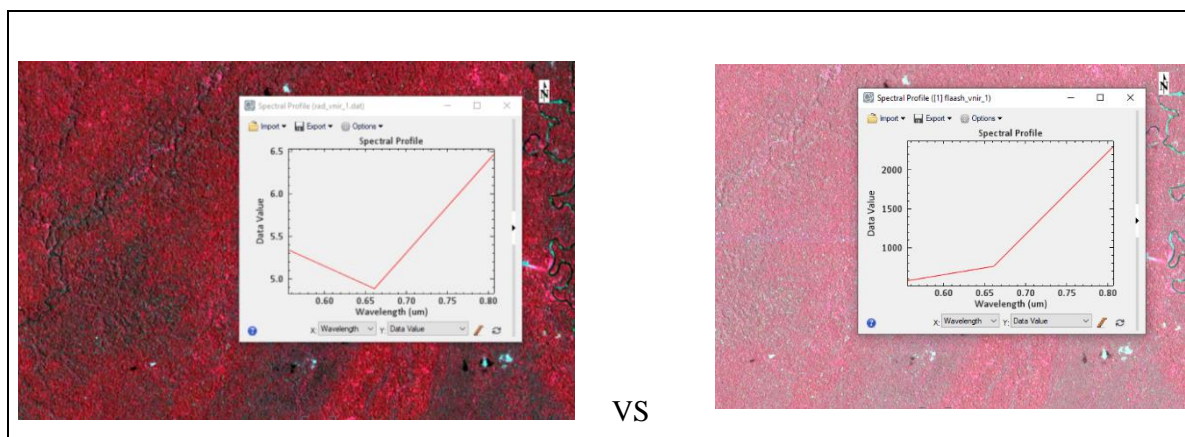 N
Spectral Profile (rad_vnir_1.dat)
Import Export Options
Spectral Profile
6.5
6.0
5.5
5.0
Data Value
0.60 0.65 0.70 0.75 0.80
Wavelength (um)
X: Wavelength Y: Data Value
VS
N
Spectral Profile ([1] flaash_vnir_1)
Import Export Options
Spectral Profile
2000
1500
1000
Data Value
0.60 0.65 0.70 0.75 0.80
Wavelength (um)
X: Wavelength Y: Data Value